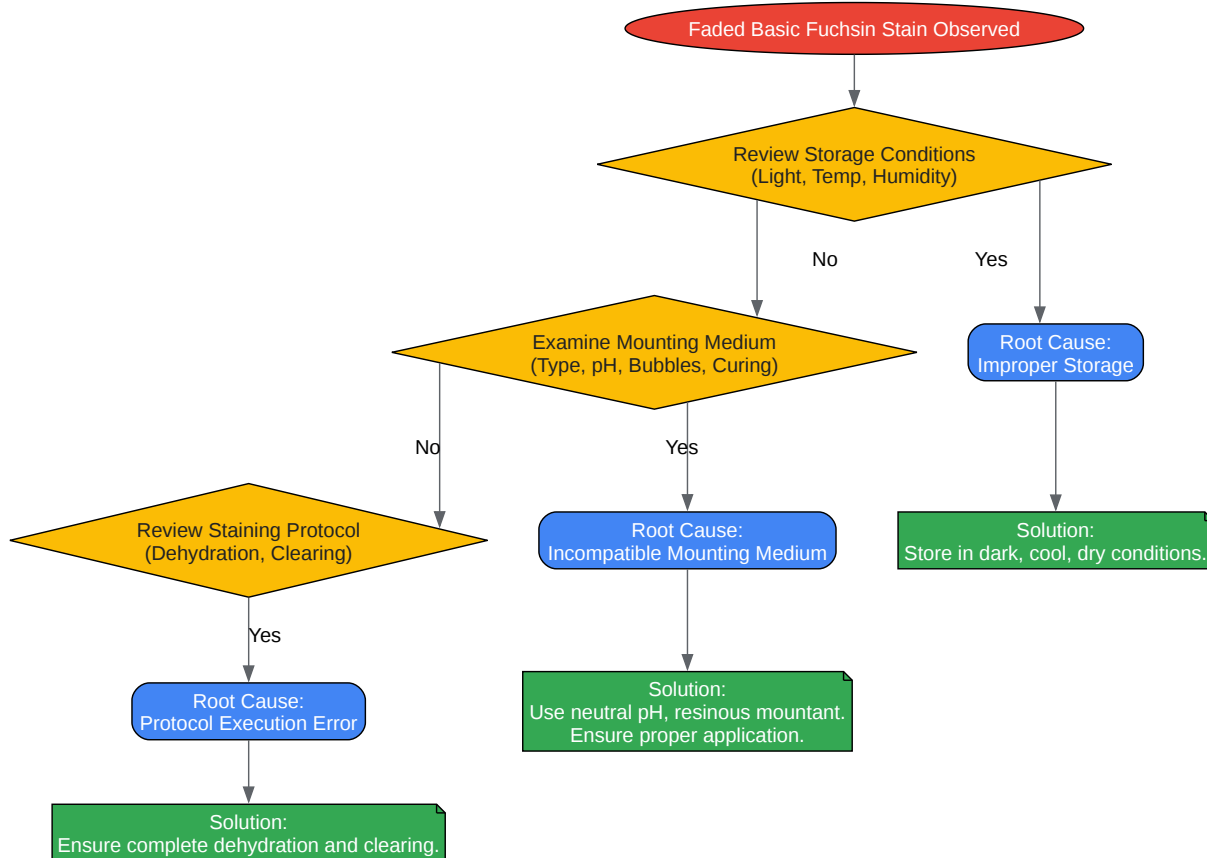 Faded Basic Fuchsin Stain Observed
Review Storage Conditions
(Light, Temp, Humidity)
No
Yes
Examine Mounting Medium
(Type, pH, Bubbles, Curing)
Root Cause:
Improper Storage
No
Yes
Review Staining Protocol
(Dehydration, Clearing)
Root Cause:
Incompatible Mounting Medium
Solution:
Store in dark, cool, dry conditions.
Yes
Root Cause:
Protocol Execution Error
Solution:
Use neutral pH, resinous mountant.
Ensure proper application.
Solution:
Ensure complete dehydration and clearing.